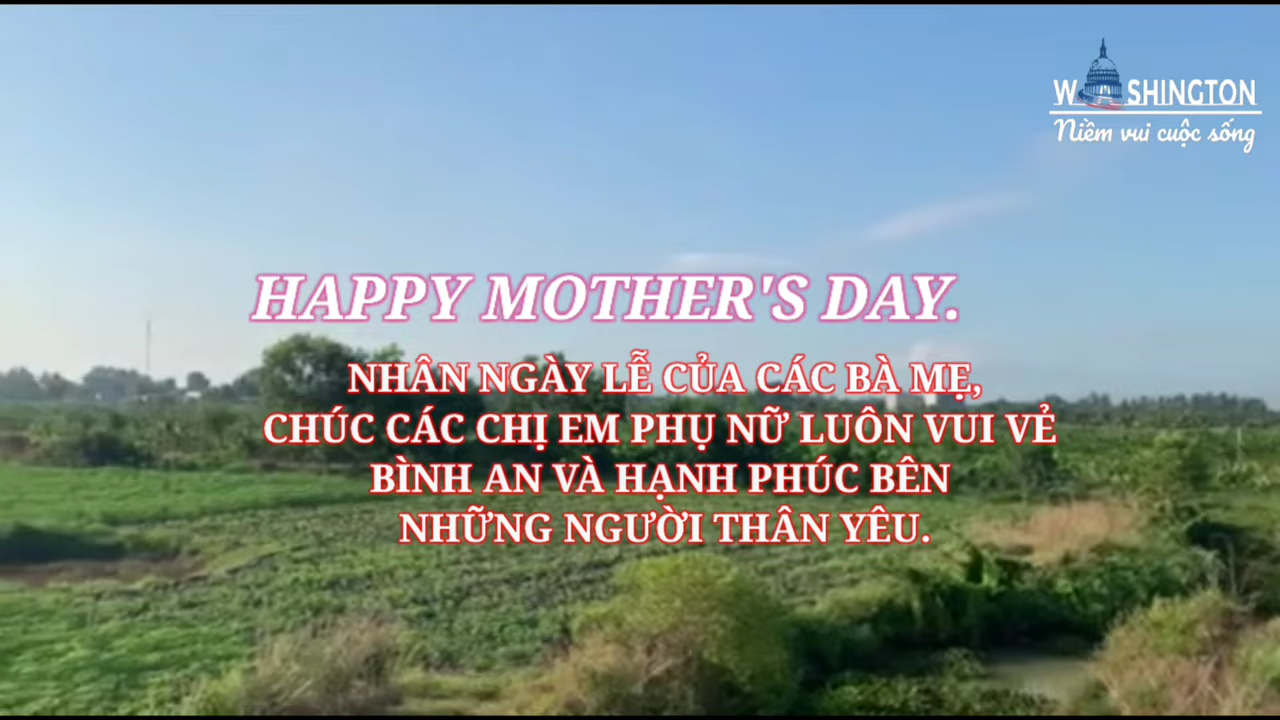 WASHINGTON
Niềm vui cuộc sống
HAPPY MOTHER'S DAY.
NHÂN NGÀY LỄ CỦA CÁC BÀ MẸ,
CHÚC CÁC CHỊ EM PHỤ NỮ LUÔN VUI VẺ
BÌNH AN VÀ HẠNH PHÚC BÊN
NHỮNG NGƯỜI THÂN YÊU.